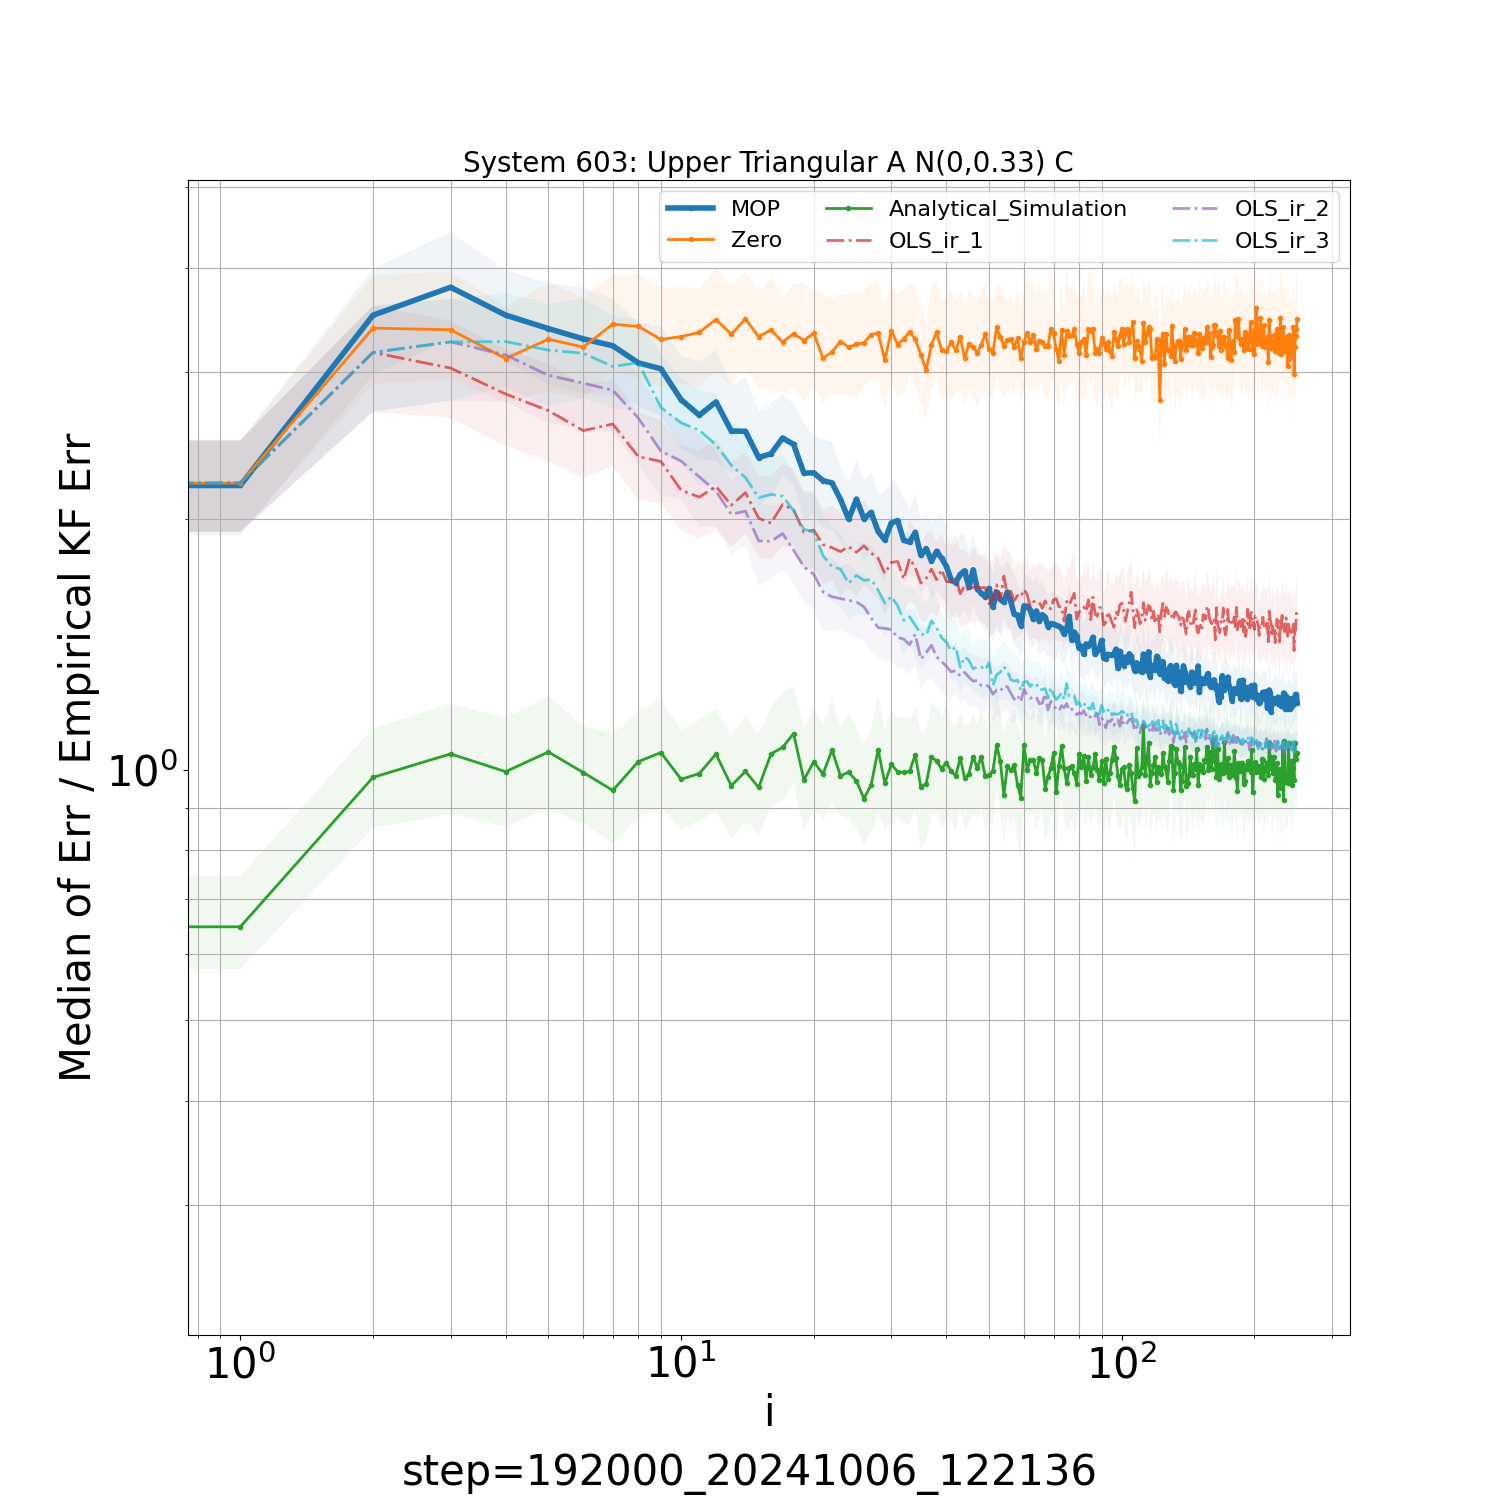 System 603: Upper Triangular A N(0,0.33) C
MOP
Zero
Analytical_Simulation
OLS_ir_1
OLS_ir_2
OLS_ir_3
Median of Err / Empirical KF Err
10⁰
10⁰
10¹
10²
i
step=192000_20241006_122136